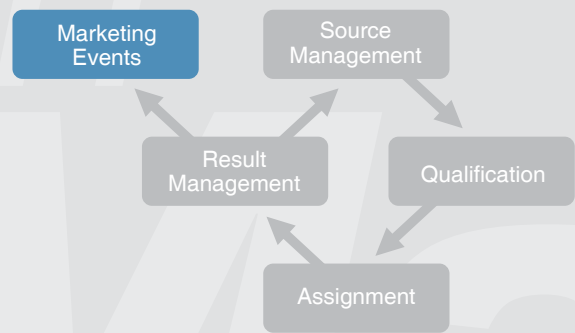 Marketing
Events
Source
Management
Result
Management
Qualification
Assignment